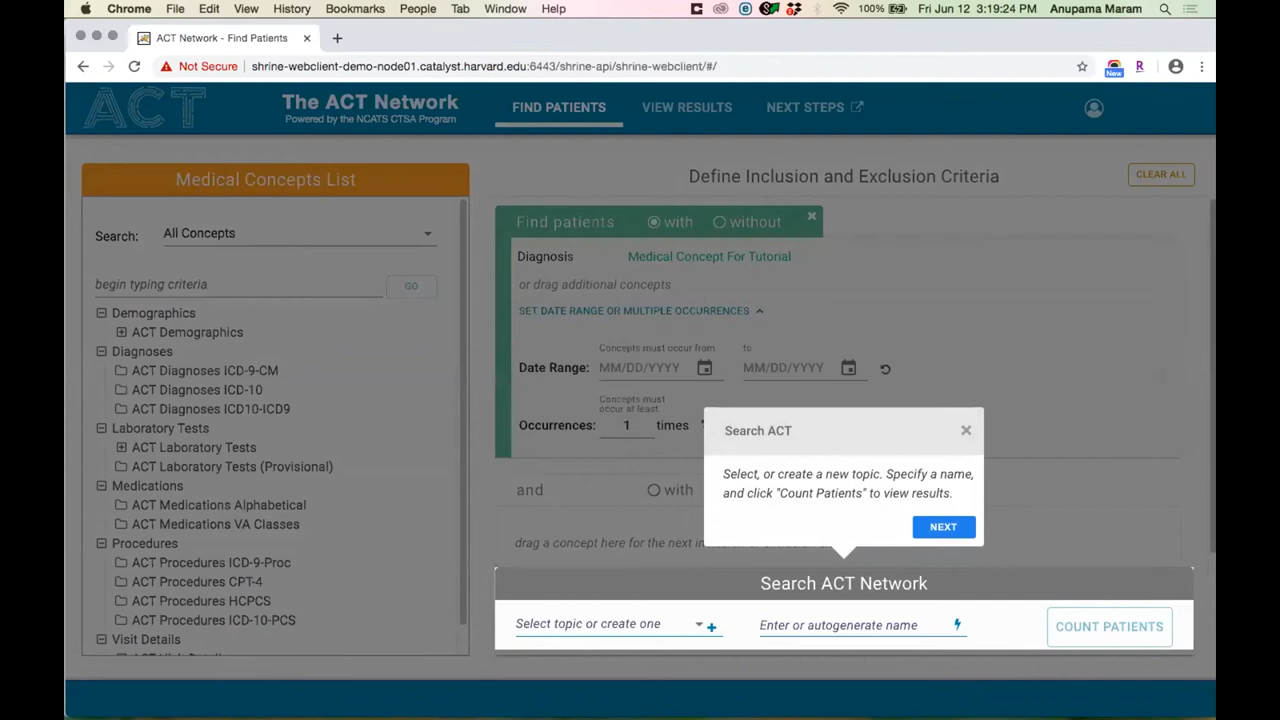 Chrome File Edit View History Bookmarks People Tab Window Help 100% Fri Jun 12 3:19:24 PM Anupama Maram
ACT Network - Find Patients
Not Secure shrine-webclient-demo-node01.catalyst.harvard.edu:6443/shrine-api/shrine-webclient/#/
New
ACT The ACT Network FIND PATIENTS VIEW RESULTS NEXT STEPS
Powered by the NCATS CTSA Program
Medical Concepts List
Search: All Concepts
begin typing criteria GO
Demographics
ACT Demographics
Diagnoses
ACT Diagnoses ICD-9-CM
ACT Diagnoses ICD-10
ACT Diagnoses ICD10-ICD9
Laboratory Tests
ACT Laboratory Tests
ACT Laboratory Tests (Provisional)
Medications
ACT Medications Alphabetical
ACT Medications VA Classes
Procedures
ACT Procedures ICD-9-Proc
ACT Procedures CPT-4
ACT Procedures HCPCS
ACT Procedures ICD-10-PCS
Visit Details
Define Inclusion and Exclusion Criteria CLEAR ALL
Find patients with without
Diagnosis Medical Concept For Tutorial
or drag additional concepts
SET DATE RANGE OR MULTIPLE OCCURRENCES
Concepts must occur from to
Date Range: MM/DD/YYYY MM/DD/YYYY
Concepts must
occur at least
Occurrences: 1 times
and with
drag a concept here for the next
Search ACT
Select, or create a new topic. Specify a name,
and click "Count Patients" to view results.
NEXT
Search ACT Network
Select topic or create one Enter or autogenerate name COUNT PATIENTS